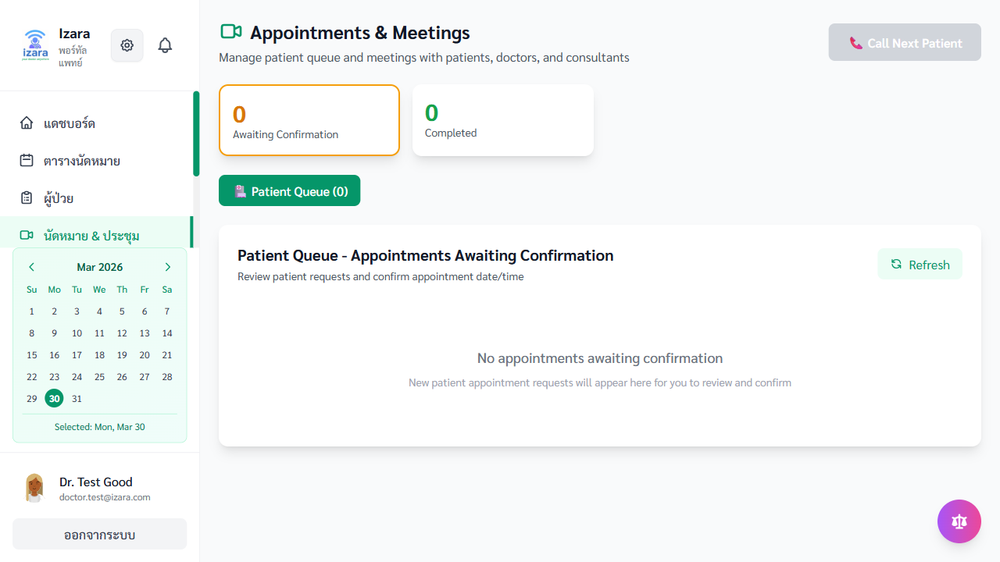 izara
Izara
พอร์ทัล
แพทย์
แดชบอร์ด
ตารางนัดหมาย
ผู้ป่วย
นัดหมาย & ประชุม
Mar 2026
Su Mo Tu We Th Fr Sa
1 2 3 4 5 6 7
8 9 10 11 12 13 14
15 16 17 18 19 20 21
22 23 24 25 26 27 28
29 30 31
Selected: Mon, Mar 30
Dr. Test Good
doctor.test@izara.com
ออกจากระบบ
Appointments & Meetings
Manage patient queue and meetings with patients, doctors, and consultants
Call Next Patient
0
Awaiting Confirmation
0
Completed
Patient Queue (0)
Patient Queue - Appointments Awaiting Confirmation
Review patient requests and confirm appointment date/time
Refresh
No appointments awaiting confirmation
New patient appointment requests will appear here for you to review and confirm